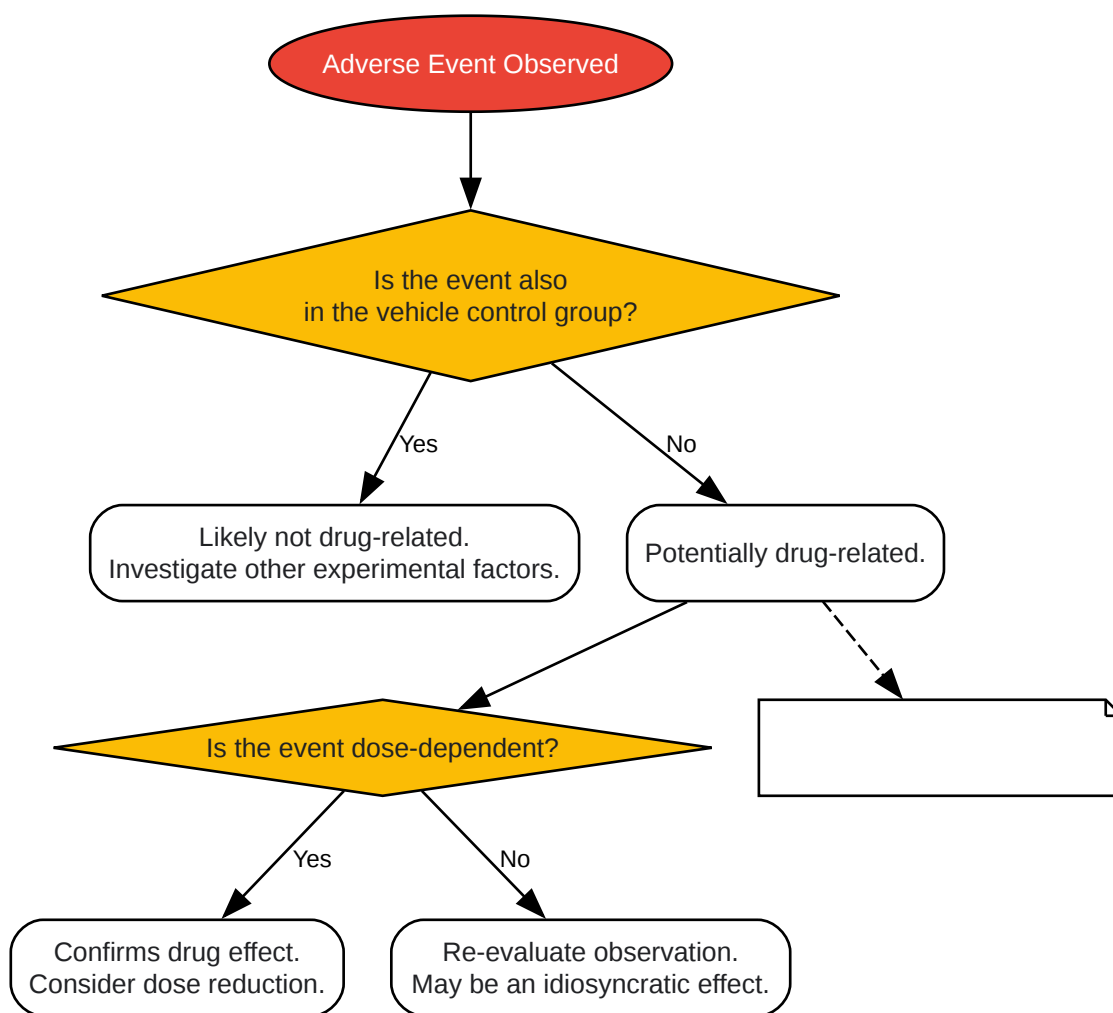 Adverse Event Observed
Is the event also
in the vehicle control group?
Yes
No
Likely not drug-related.
Investigate other experimental factors.
Potentially drug-related.
Is the event dose-dependent?
Yes
No
Confirms drug effect.
Consider dose reduction.
Re-evaluate observation.
May be an idiosyncratic effect.